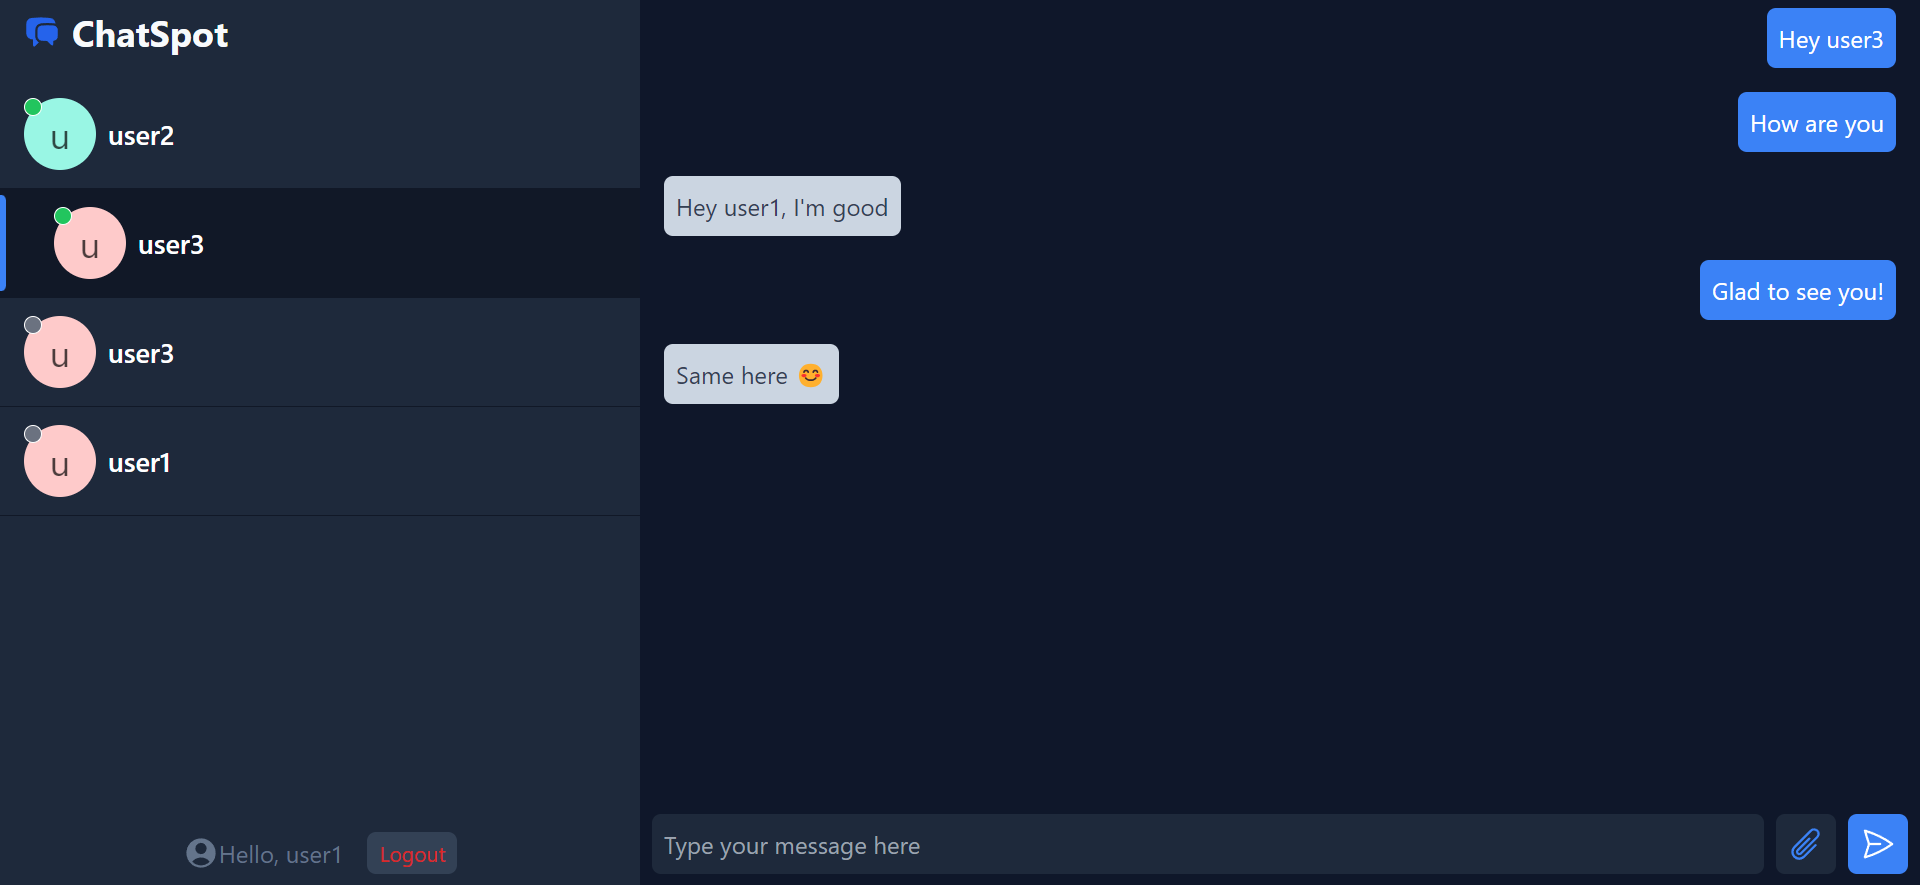 ChatSpot
u
user2
u
user3
u
user3
u
user1
Hello, user1
Logout
Hey user3
How are you
Hey user1, I'm good
Glad to see you!
Same here 😊
Type your message here